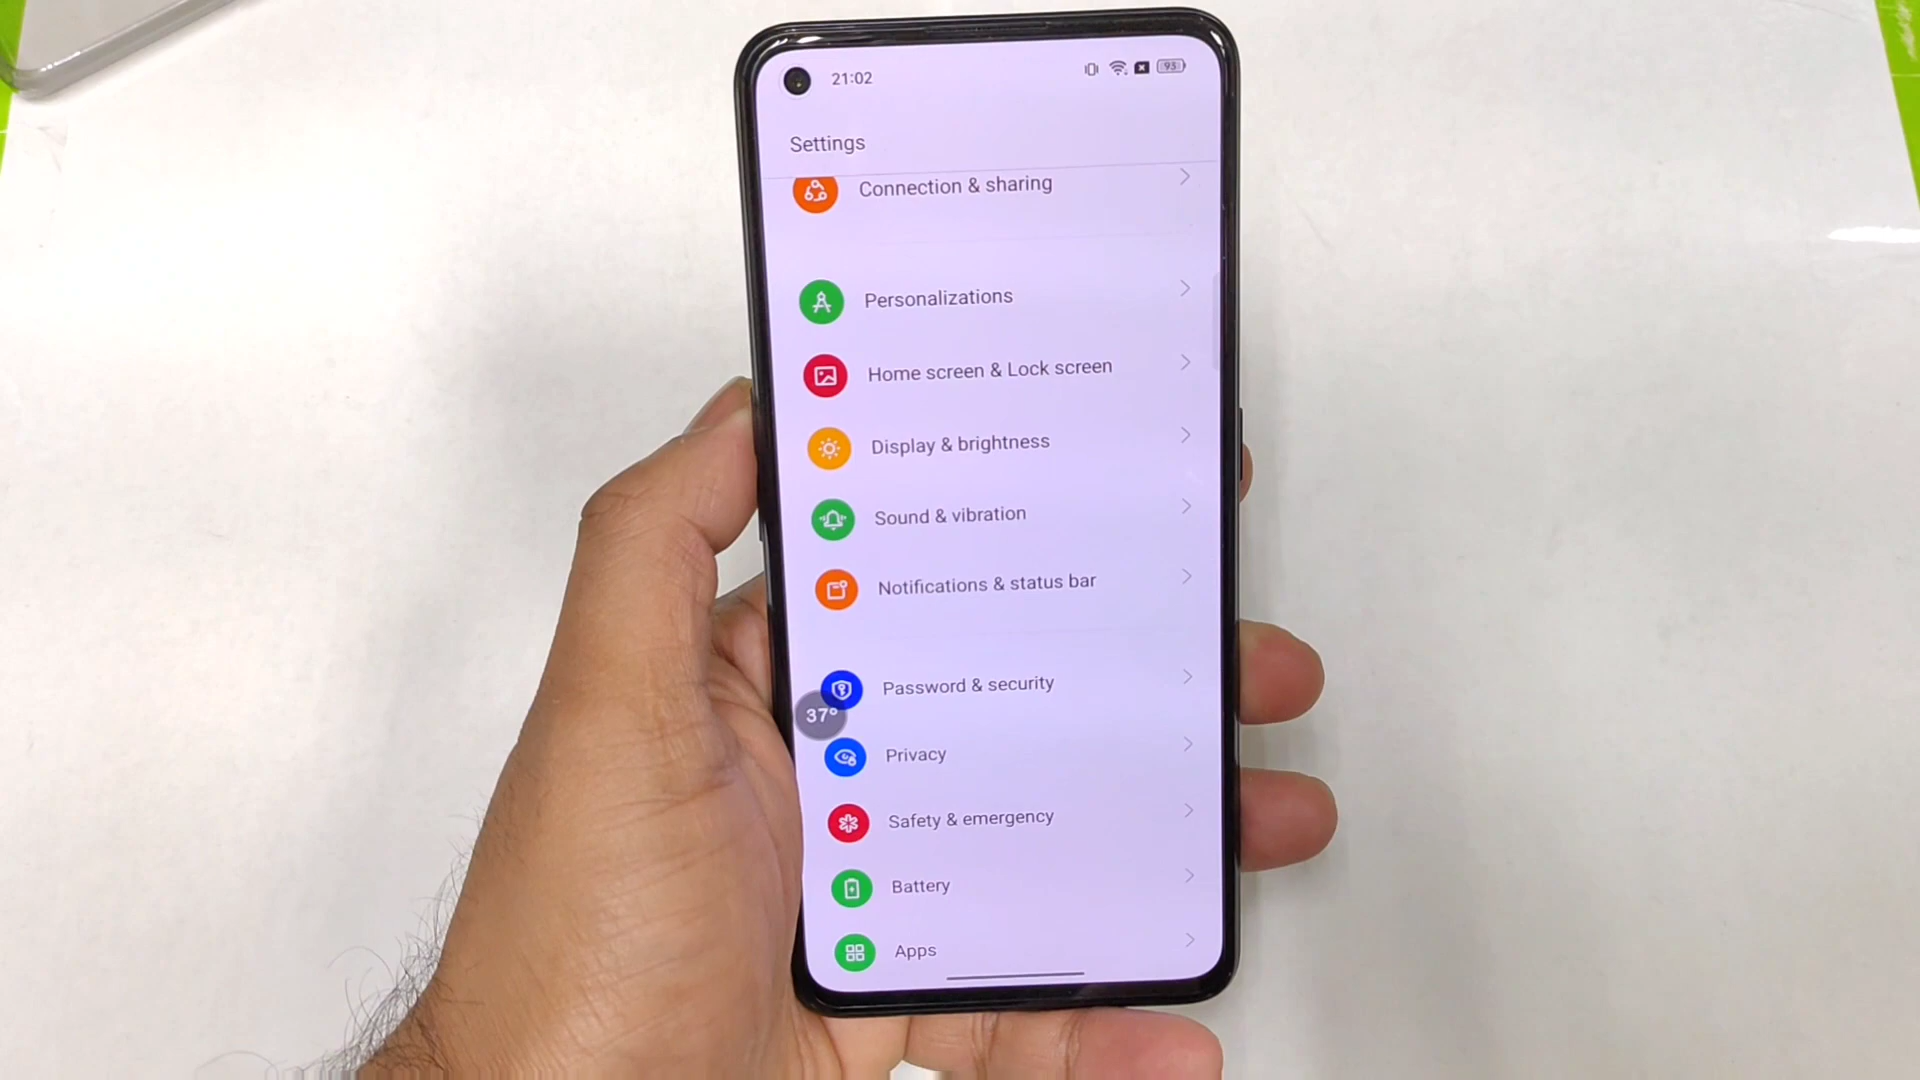 21:02
93
Settings
Connection & sharing
Personalizations
Home screen & Lock screen
Display & brightness
Sound & vibration
Notifications & status bar
Password & security
37°
Privacy
Safety & emergency
Battery
Apps